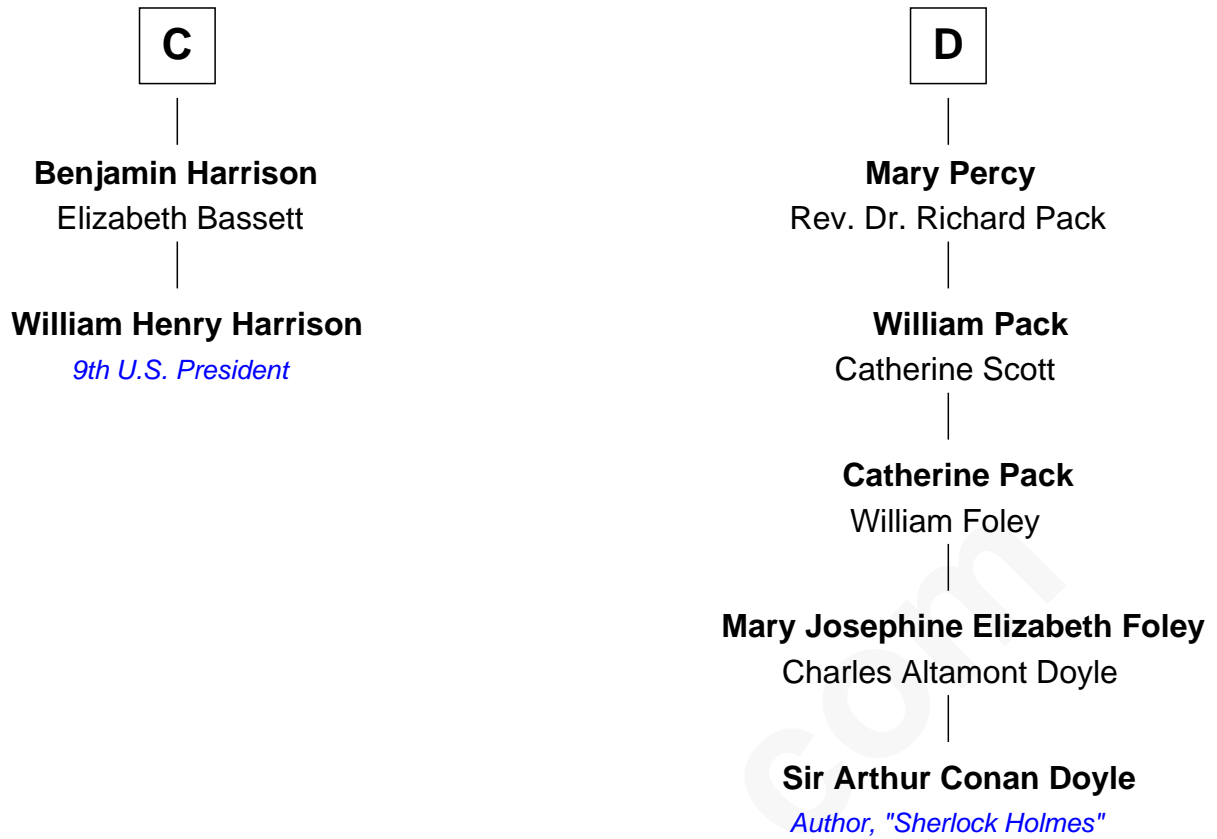 C
Benjamin Harrison
Elizabeth Bassett
William Henry Harrison
9th U.S. President
D
Mary Percy
Rev. Dr. Richard Pack
William Pack
Catherine Scott
Catherine Pack
William Foley
Mary Josephine Elizabeth Foley
Charles Altamont Doyle
Sir Arthur Conan Doyle
Author, "Sherlock Holmes"
com